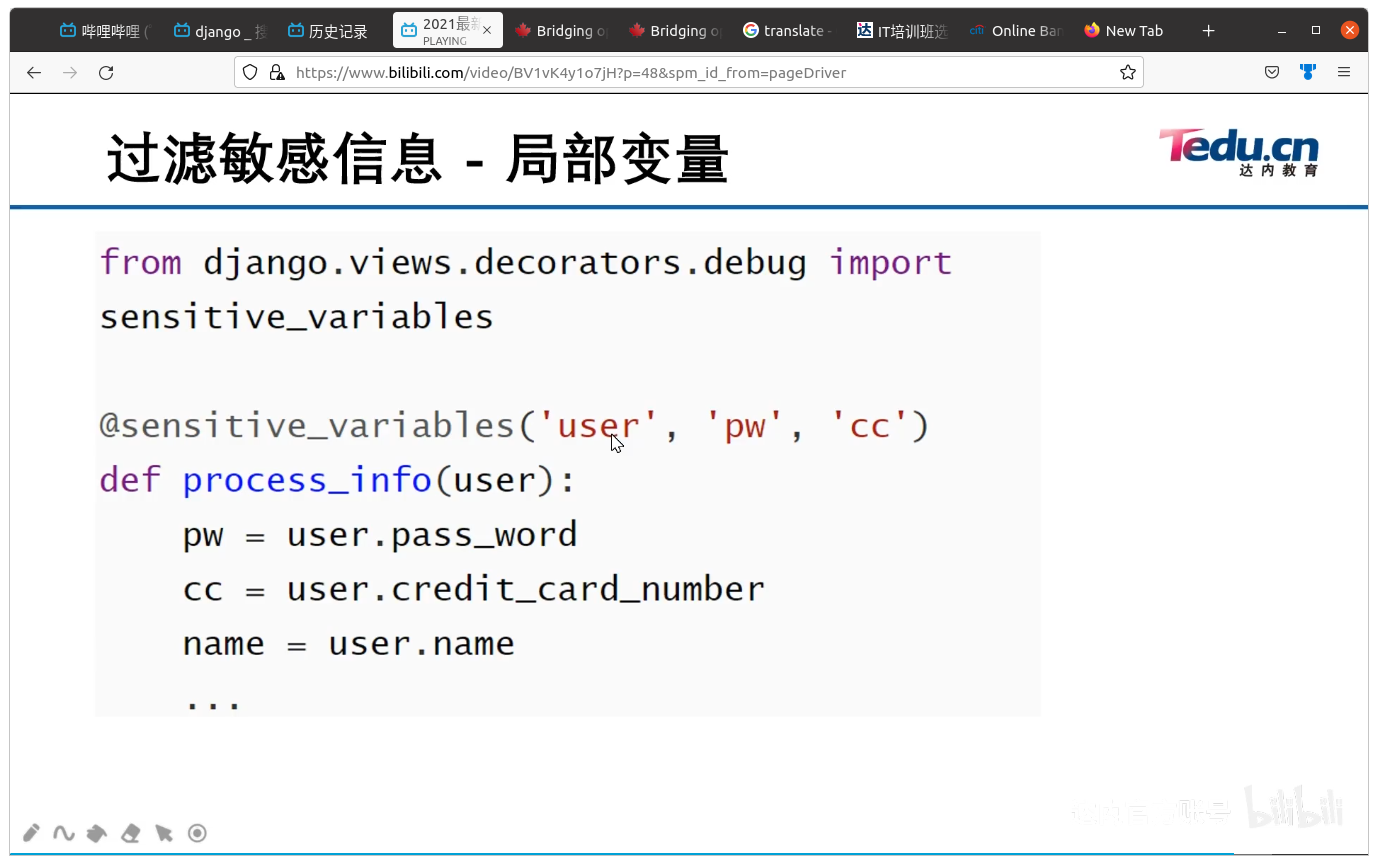 哔哩哔哩 (
django _ 搜
历史记录
2021最新
PLAYING
Bridging o
Bridging o
translate -
IT培训班选
citi
Online Ban
New Tab
https://www.bilibili.com/video/BV1vK4y1o7jH?p=48&spm_id_from=pageDriver
过滤敏感信息 - 局部变量
Tedu.cn
达内教育
from django.views.decorators.debug import
sensitive_variables
@sensitive_variables('user', 'pw', 'cc')
def process_info(user):
pw = user.pass_word
cc = user.credit_card_number
name = user.name
...
bilibili